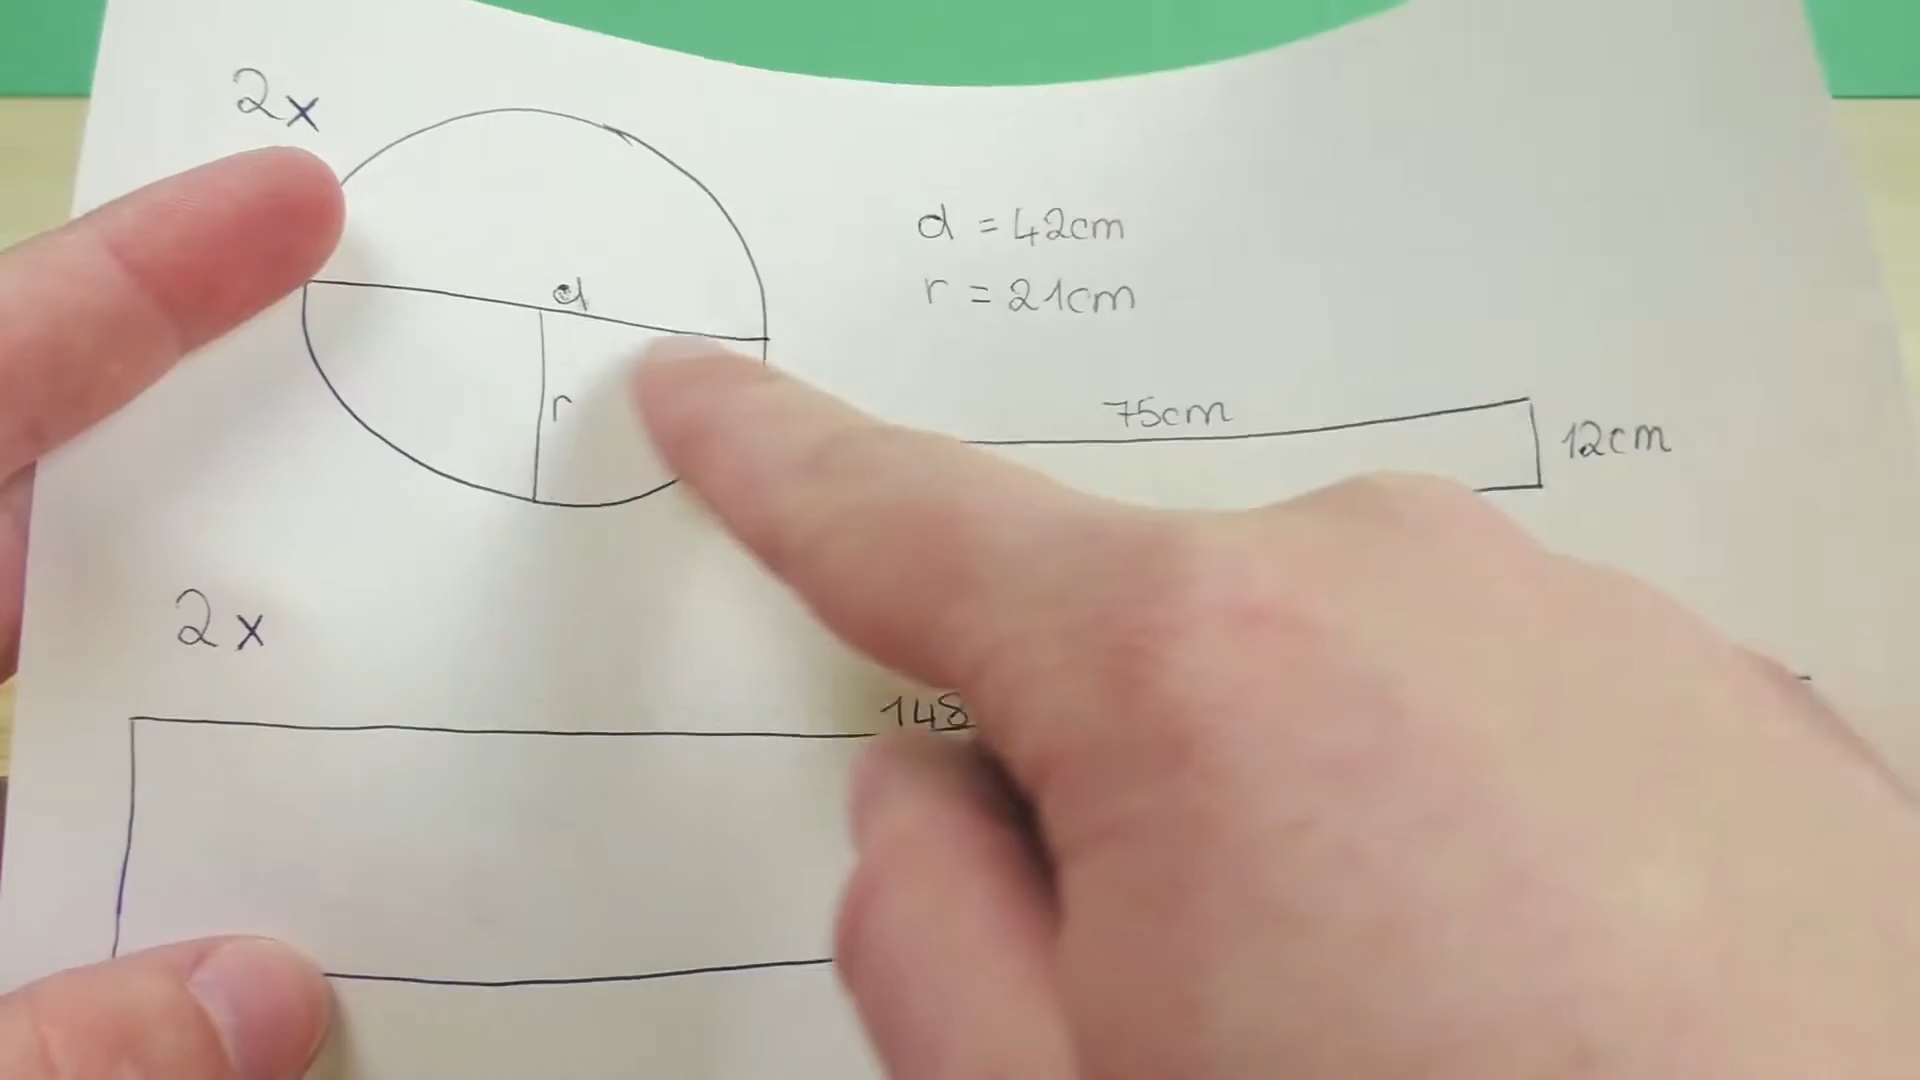 2x
d = 42cm
r = 21cm
d
r
75cm
12cm
2x
148